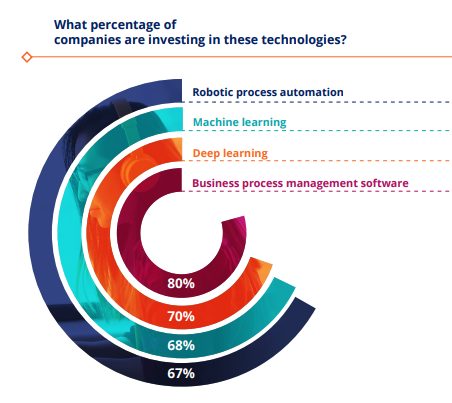 What percentage of
companies are investing in these technologies?
Robotic process automation
Machine learning
Deep learning
Business process management software
80%
70%
68%
67%